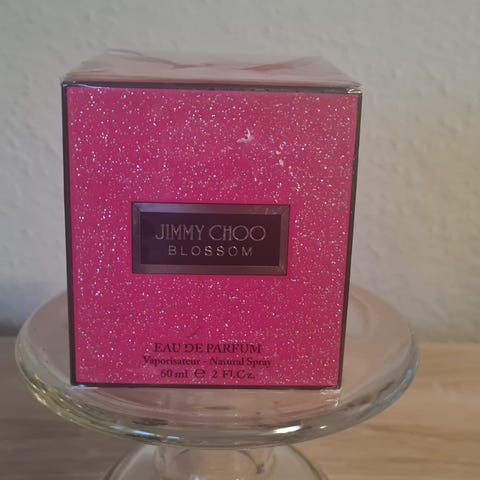 JIMMY CHOO
BLOSSOM
EAU DE PARFUM
Vaporisateur - Natural Spray
60 ml ℮ 2 Fl.Oz.